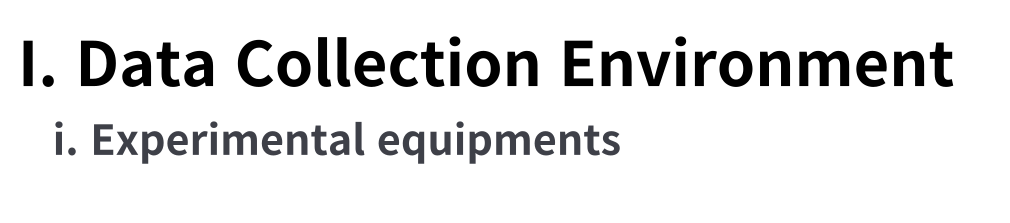 I. Data Collection Environment
i. Experimental equipments